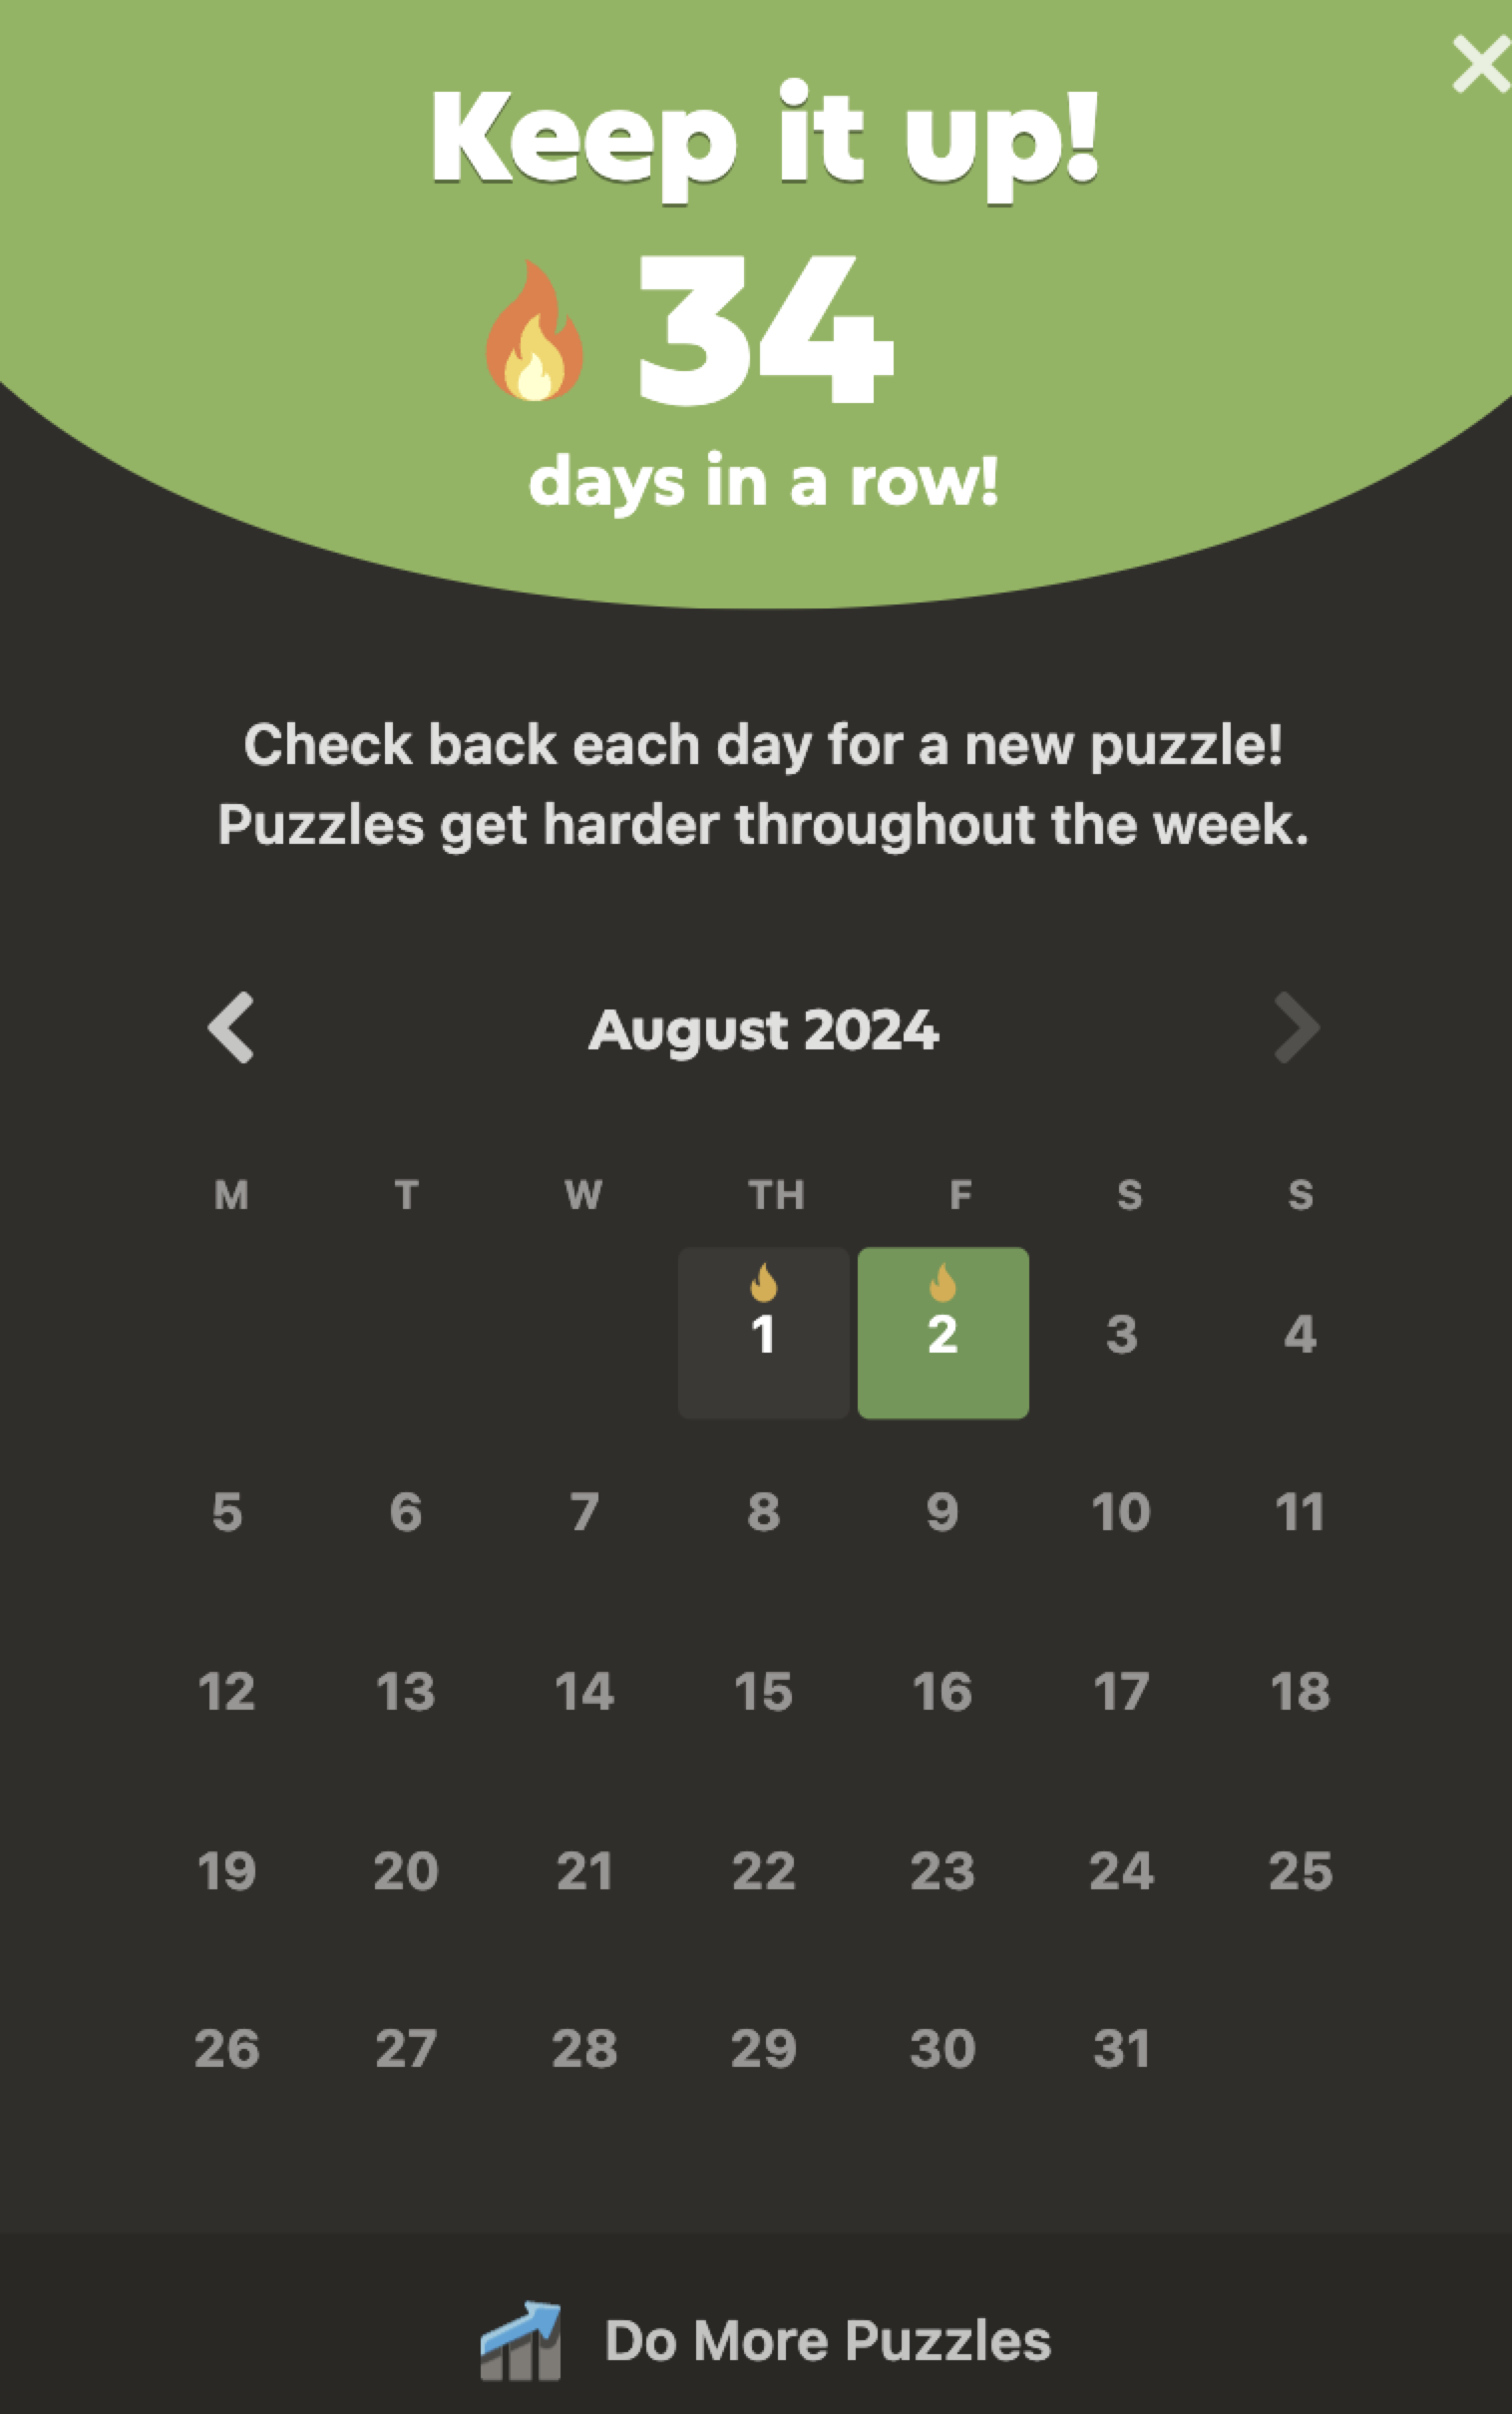 Keep it up!
34
days in a row!
Check back each day for a new puzzle!
Puzzles get harder throughout the week.
August 2024
M T W TH F S S
1 2 3 4
5 6 7 8 9 10 11
12 13 14 15 16 17 18
19 20 21 22 23 24 25
26 27 28 29 30 31
Do More Puzzles